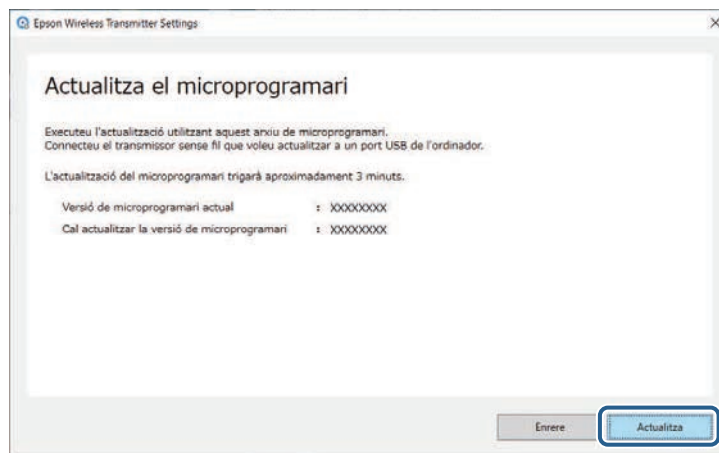 Epson Wireless Transmitter Settings
Actualitza el microprogramari
Executeu l'actualització utilitzant aquest arxiu de microprogramari.
Connecteu el transmissor sense fil que voleu actualitzar a un port USB de l'ordinador.
L'actualització del microprogramari trigarà aproximadament 3 minuts.
Versió de microprogramari actual : XXXXXXXX
Cal actualitzar la versió de microprogramari : XXXXXXXX
Enrere Actualitza